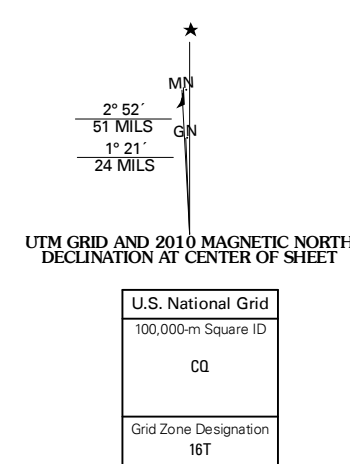 MN
2° 52´
51 MILS
GN
1° 21´
24 MILS
UTM GRID AND 2010 MAGNETIC NORTH
DECLINATION AT CENTER OF SHEET
U.S. National Grid
100,000-m Square ID
CQ
Grid Zone Designation
16T